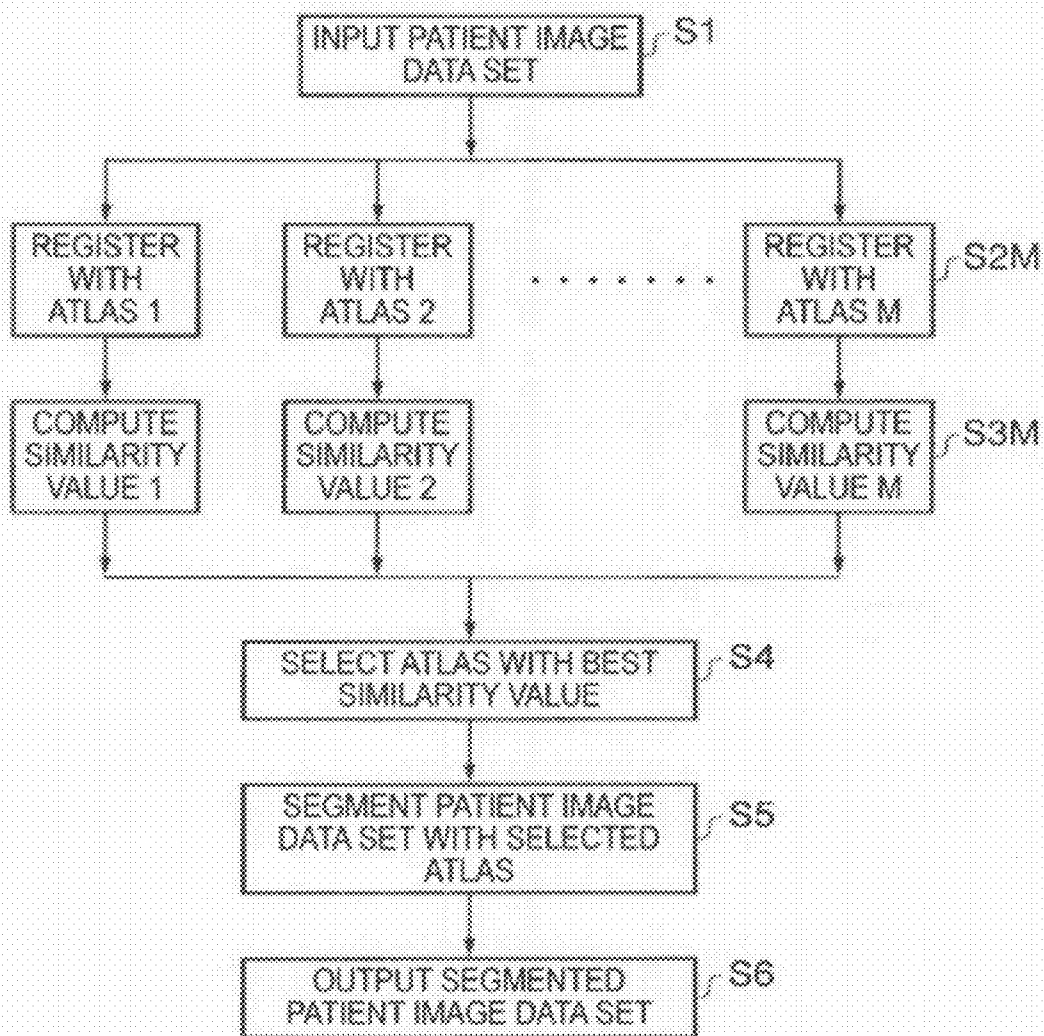 INPUT PATIENT IMAGE
DATA SET
S1
REGISTER
WITH
ATLAS 1
REGISTER
WITH
ATLAS 2
. . . . . . .
REGISTER
WITH
ATLAS M
S2M
COMPUTE
SIMILARITY
VALUE 1
COMPUTE
SIMILARITY
VALUE 2
COMPUTE
SIMILARITY
VALUE M
S3M
SELECT ATLAS WITH BEST
SIMILARITY VALUE
S4
SEGMENT PATIENT IMAGE
DATA SET WITH SELECTED
ATLAS
S5
OUTPUT SEGMENTED
PATIENT IMAGE DATA SET
S6